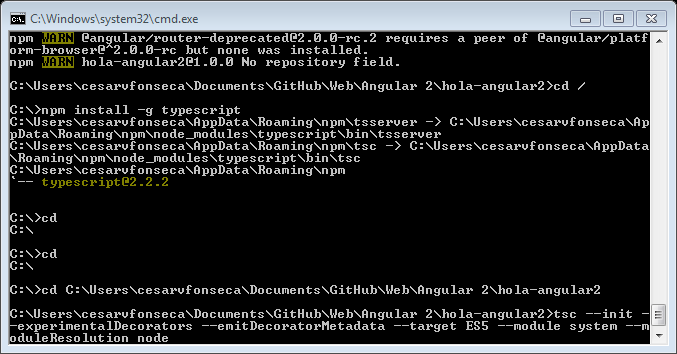 C:\Windows\system32\cmd.exe
npm WARN @angular/router-deprecated@2.0.0-rc.2 requires a peer of @angular/platf
orm-browser@^2.0.0-rc but none was installed.
npm WARN hola-angular2@1.0.0 No repository field.
C:\Users\cesarvfonseca\Documents\GitHub\Web\Angular 2\hola-angular2>cd /
C:\>npm install -g typescript
C:\Users\cesarvfonseca\AppData\Roaming\npm\tsserver -> C:\Users\cesarvfonseca\Ap
pData\Roaming\npm\node_modules\typescript\bin\tsserver
C:\Users\cesarvfonseca\AppData\Roaming\npm\tsc -> C:\Users\cesarvfonseca\AppData
\Roaming\npm\node_modules\typescript\bin\tsc
C:\Users\cesarvfonseca\AppData\Roaming\npm
`-- typescript@2.2.2
C:\>cd
C:\
C:\>cd
C:\
C:\>cd C:\Users\cesarvfonseca\Documents\GitHub\Web\Angular 2\hola-angular2
C:\Users\cesarvfonseca\Documents\GitHub\Web\Angular 2\hola-angular2>tsc --init -
-experimentalDecorators --emitDecoratorMetadata --target ES5 --module system --m
oduleResolution node